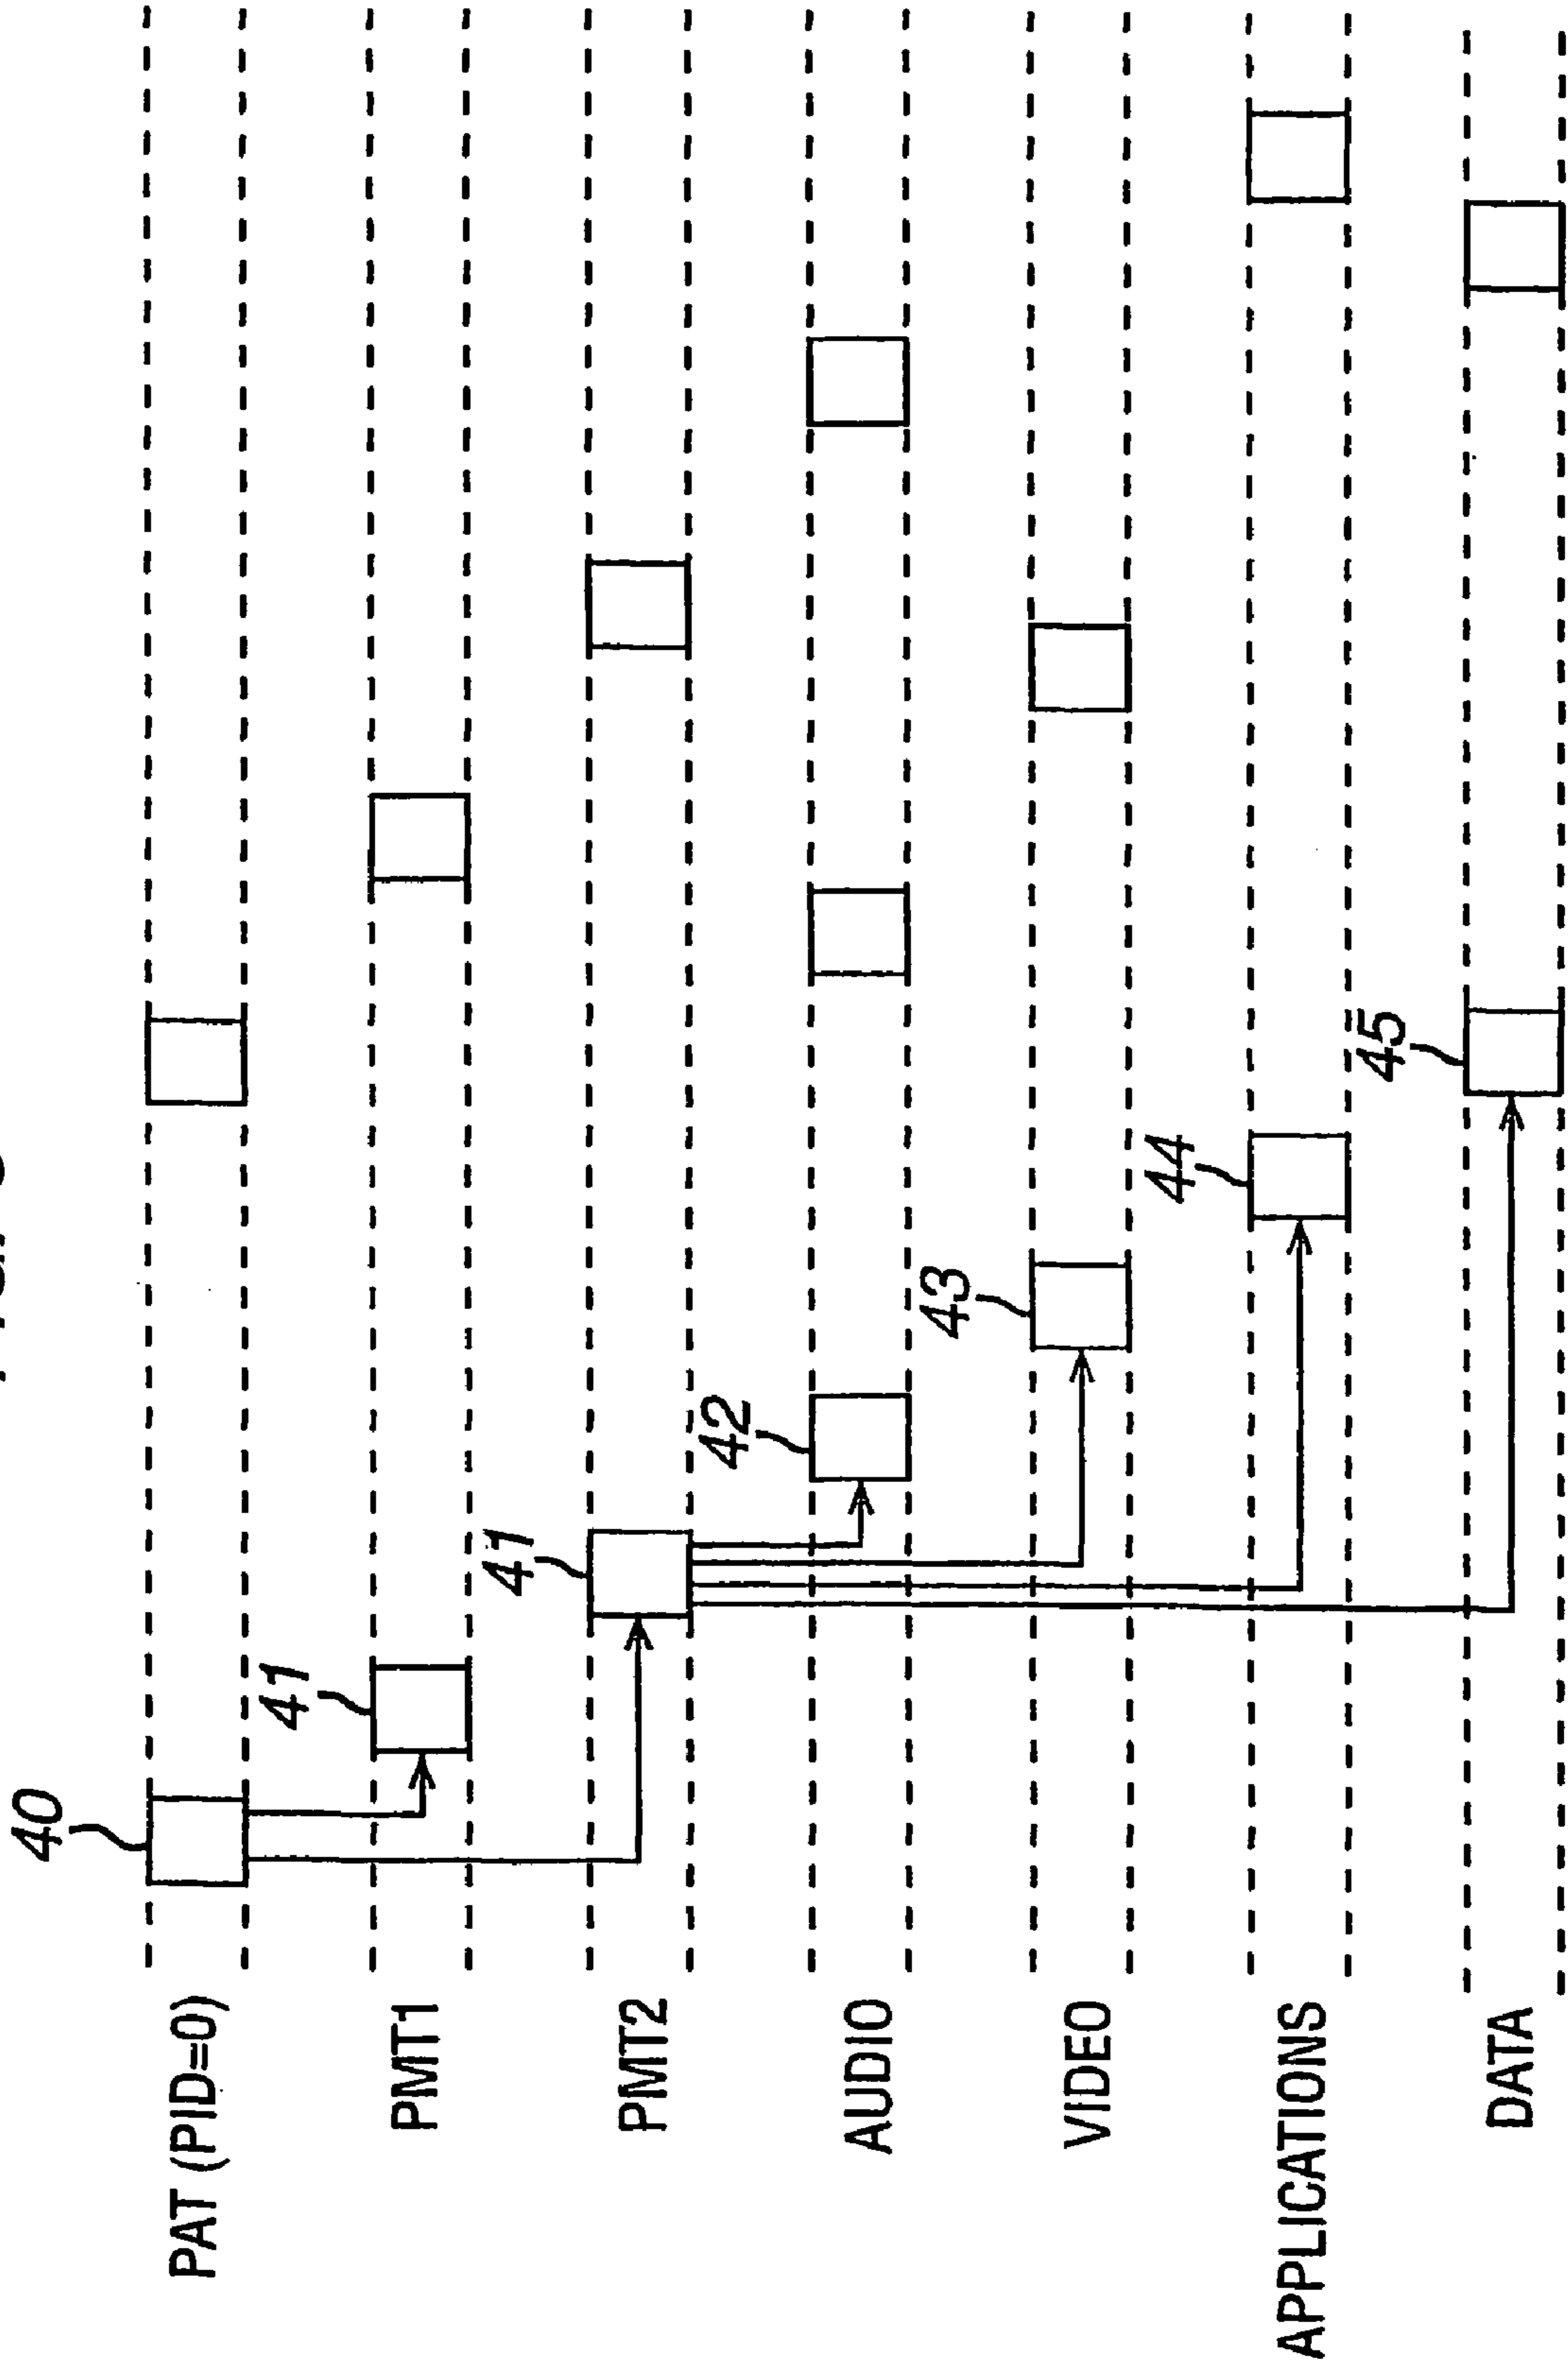 40
PAT (PID=0)
41
PMT1
41
PMT2
42
AUDIO
43
VIDEO
44
APPLICATIONS
45
DATA